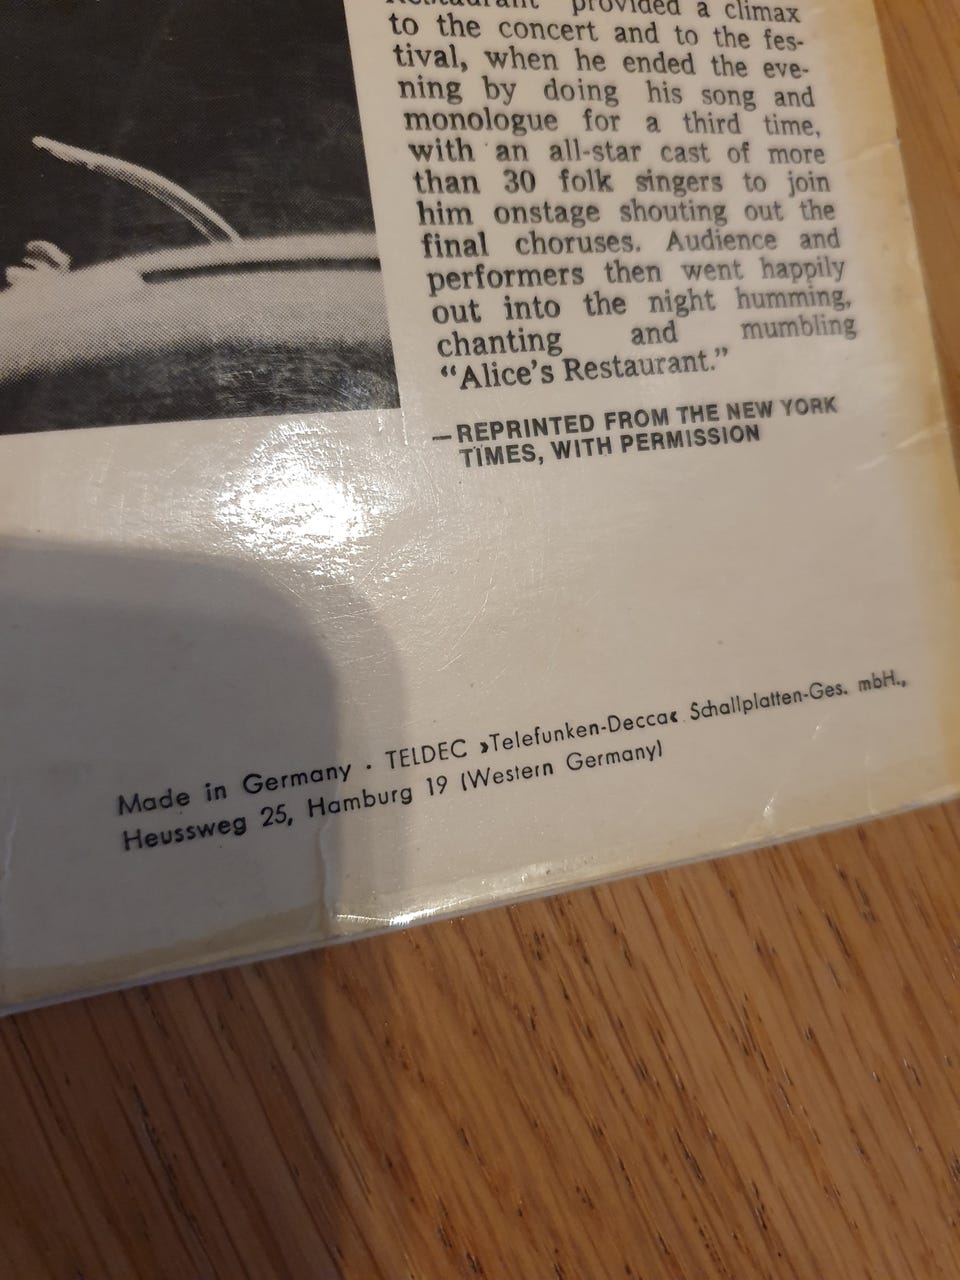 Restaurant" provided a climax
to the concert and to the fes-
tival, when he ended the eve-
ning by doing his song and
monologue for a third time,
with an all-star cast of more
than 30 folk singers to join
him onstage shouting out the
final choruses. Audience and
performers then went happily
out into the night humming,
chanting and mumbling
“Alice’s Restaurant.”
—REPRINTED FROM THE NEW YORK
TIMES, WITH PERMISSION
Made in Germany · TELDEC »Telefunken-Decca« Schallplatten-Ges. mbH.,
Heussweg 25, Hamburg 19 (Western Germany)